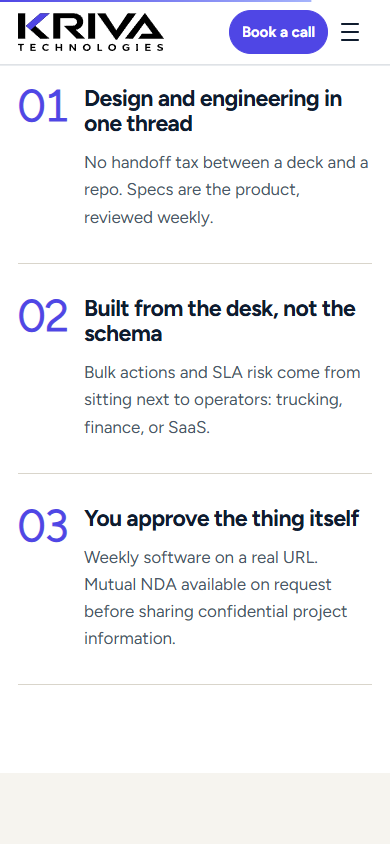 KRIVA
TECHNOLOGIES
Book a call
01
Design and engineering in
one thread
No handoff tax between a deck and a
repo. Specs are the product,
reviewed weekly.
02
Built from the desk, not the
schema
Bulk actions and SLA risk come from
sitting next to operators: trucking,
finance, or SaaS.
03
You approve the thing itself
Weekly software on a real URL.
Mutual NDA available on request
before sharing confidential project
information.